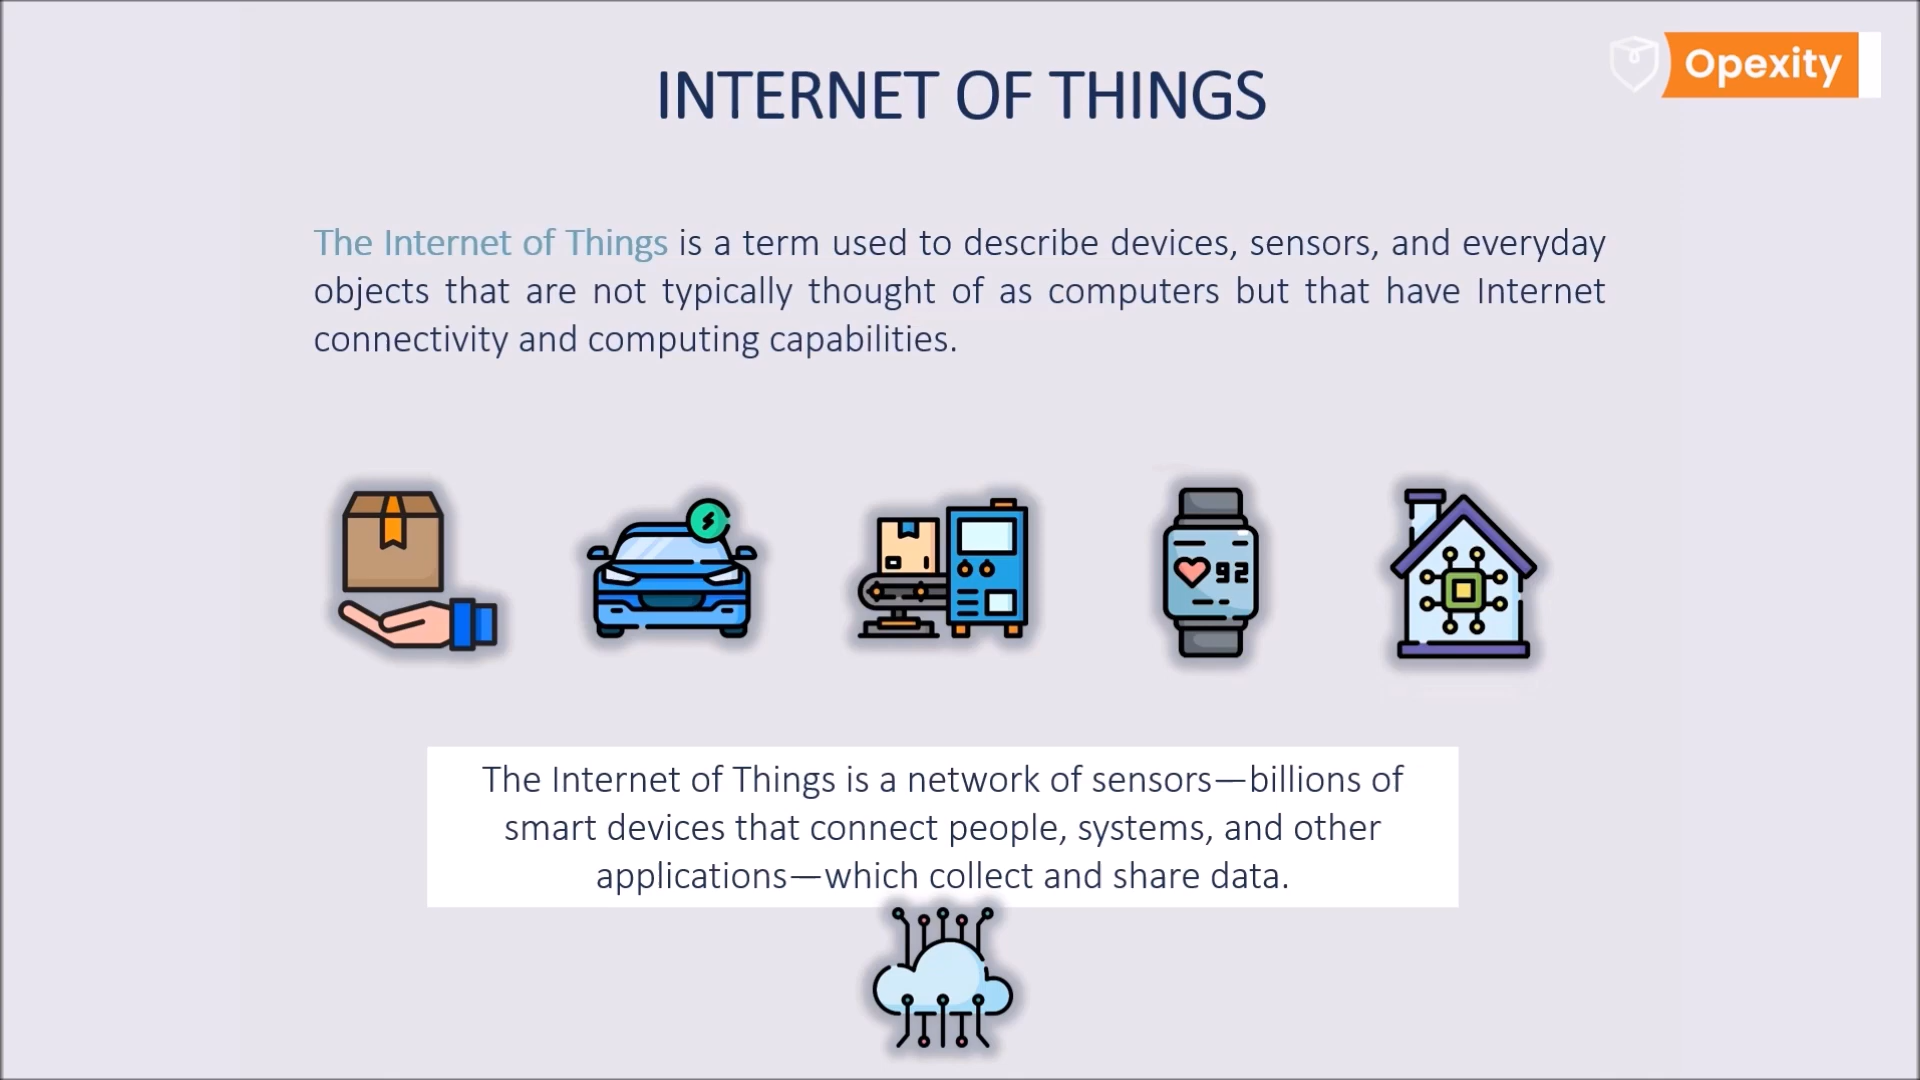 Opexity
INTERNET OF THINGS
The Internet of Things is a term used to describe devices, sensors, and everyday
objects that are not typically thought of as computers but that have Internet
connectivity and computing capabilities.
92
The Internet of Things is a network of sensors—billions of
smart devices that connect people, systems, and other
applications—which collect and share data.